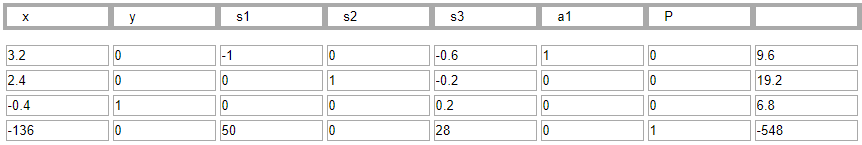 x y s1 s2 s3 a1 P
3.2 0 -1 0 -0.6 1 0 9.6
2.4 0 0 1 -0.2 0 0 19.2
-0.4 1 0 0 0.2 0 0 6.8
-136 0 50 0 28 0 1 -548